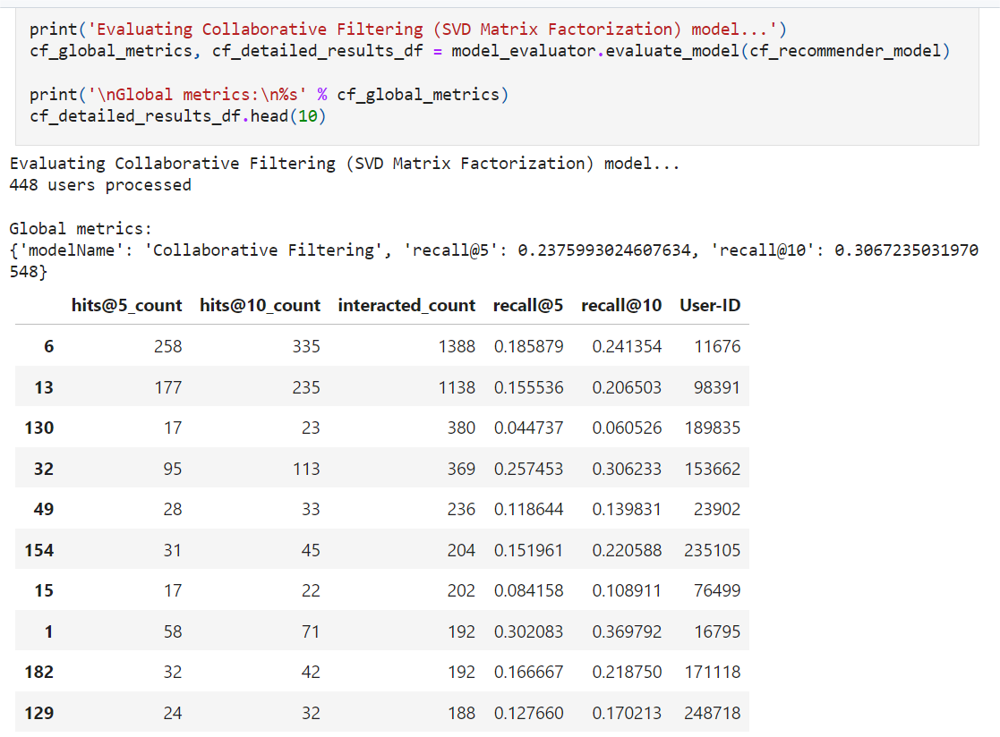 print('Evaluating Collaborative Filtering (SVD Matrix Factorization) model...')
cf_global_metrics, cf_detailed_results_df = model_evaluator.evaluate_model(cf_recommender_model)
print('\nGlobal metrics:\n%s' % cf_global_metrics)
cf_detailed_results_df.head(10)
Evaluating Collaborative Filtering (SVD Matrix Factorization) model...
448 users processed
Global metrics:
{'modelName': 'Collaborative Filtering', 'recall@5': 0.2375993024607634, 'recall@10': 0.3067235031970
548}
hits@5_count hits@10_count interacted_count recall@5 recall@10 User-ID
6 258 335 1388 0.185879 0.241354 11676
13 177 235 1138 0.155536 0.206503 98391
130 17 23 380 0.044737 0.060526 189835
32 95 113 369 0.257453 0.306233 153662
49 28 33 236 0.118644 0.139831 23902
154 31 45 204 0.151961 0.220588 235105
15 17 22 202 0.084158 0.108911 76499
1 58 71 192 0.302083 0.369792 16795
182 32 42 192 0.166667 0.218750 171118
129 24 32 188 0.127660 0.170213 248718